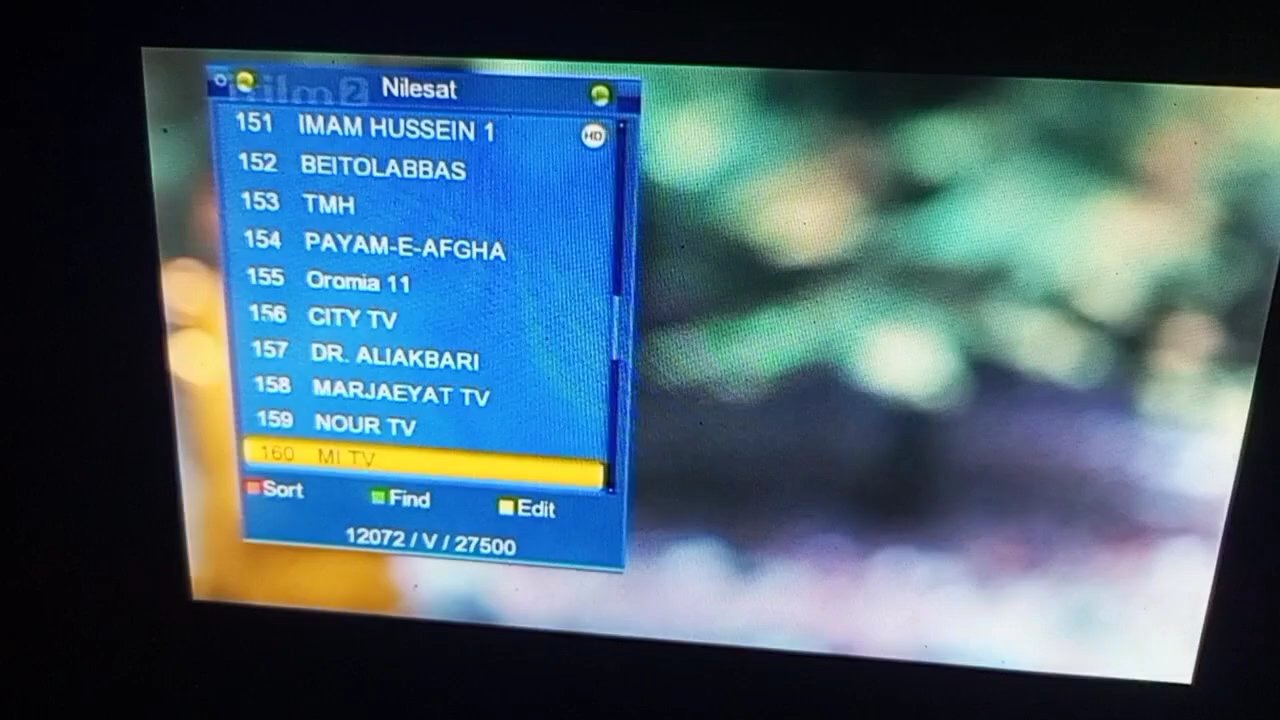 Nilesat
151 IMAM HUSSEIN 1 HD
152 BEITOLABBAS
153 TMH
154 PAYAM-E-AFGHA
155 Oromia 11
156 CITY TV
157 DR. ALIAKBARI
158 MARJAEYAT TV
159 NOUR TV
160 MI TV
Sort Find Edit
12072 / V / 27500